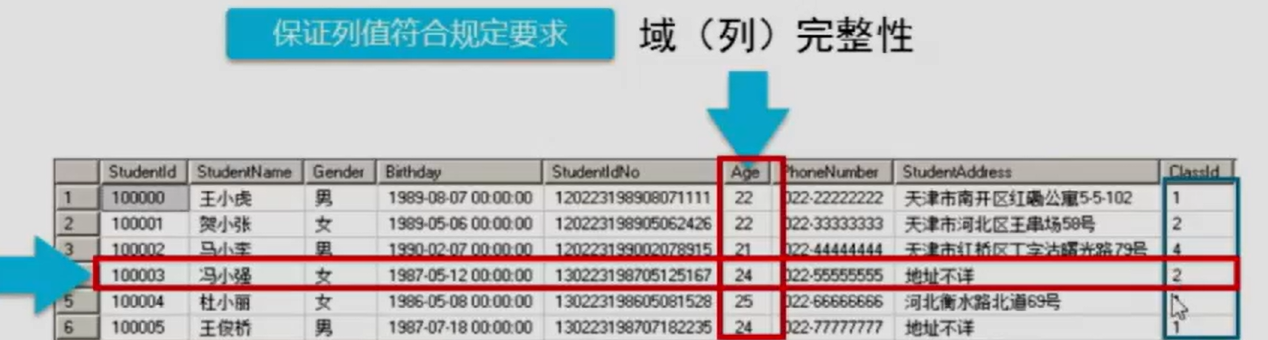 保证列值符合规定要求 域（列）完整性
StudentId StudentName Gender Birthday StudentIdNo Age PhoneNumber StudentAddress ClassId
1 100000 王小虎 男 1989-08-07 00:00:00 120223198908071111 22 022-22222222 天津市南开区红磡公寓5-5-102 1
2 100001 贺小张 女 1989-05-06 00:00:00 120223198905062426 22 022-33333333 天津市河北区王串场58号 2
3 100002 马小李 男 1990-02-07 00:00:00 120223199002078915 21 022-44444444 天津市红桥区丁字沽曙光路79号 4
100003 冯小强 女 1987-05-12 00:00:00 130223198705125167 24 022-55555555 地址不详 2
5 100004 杜小丽 女 1986-05-08 00:00:00 130223198605081528 25 022-66666666 河北衡水路北道69号
6 100005 王俊桥 男 1987-07-18 00:00:00 130223198707182235 24 022-77777777 地址不详 1